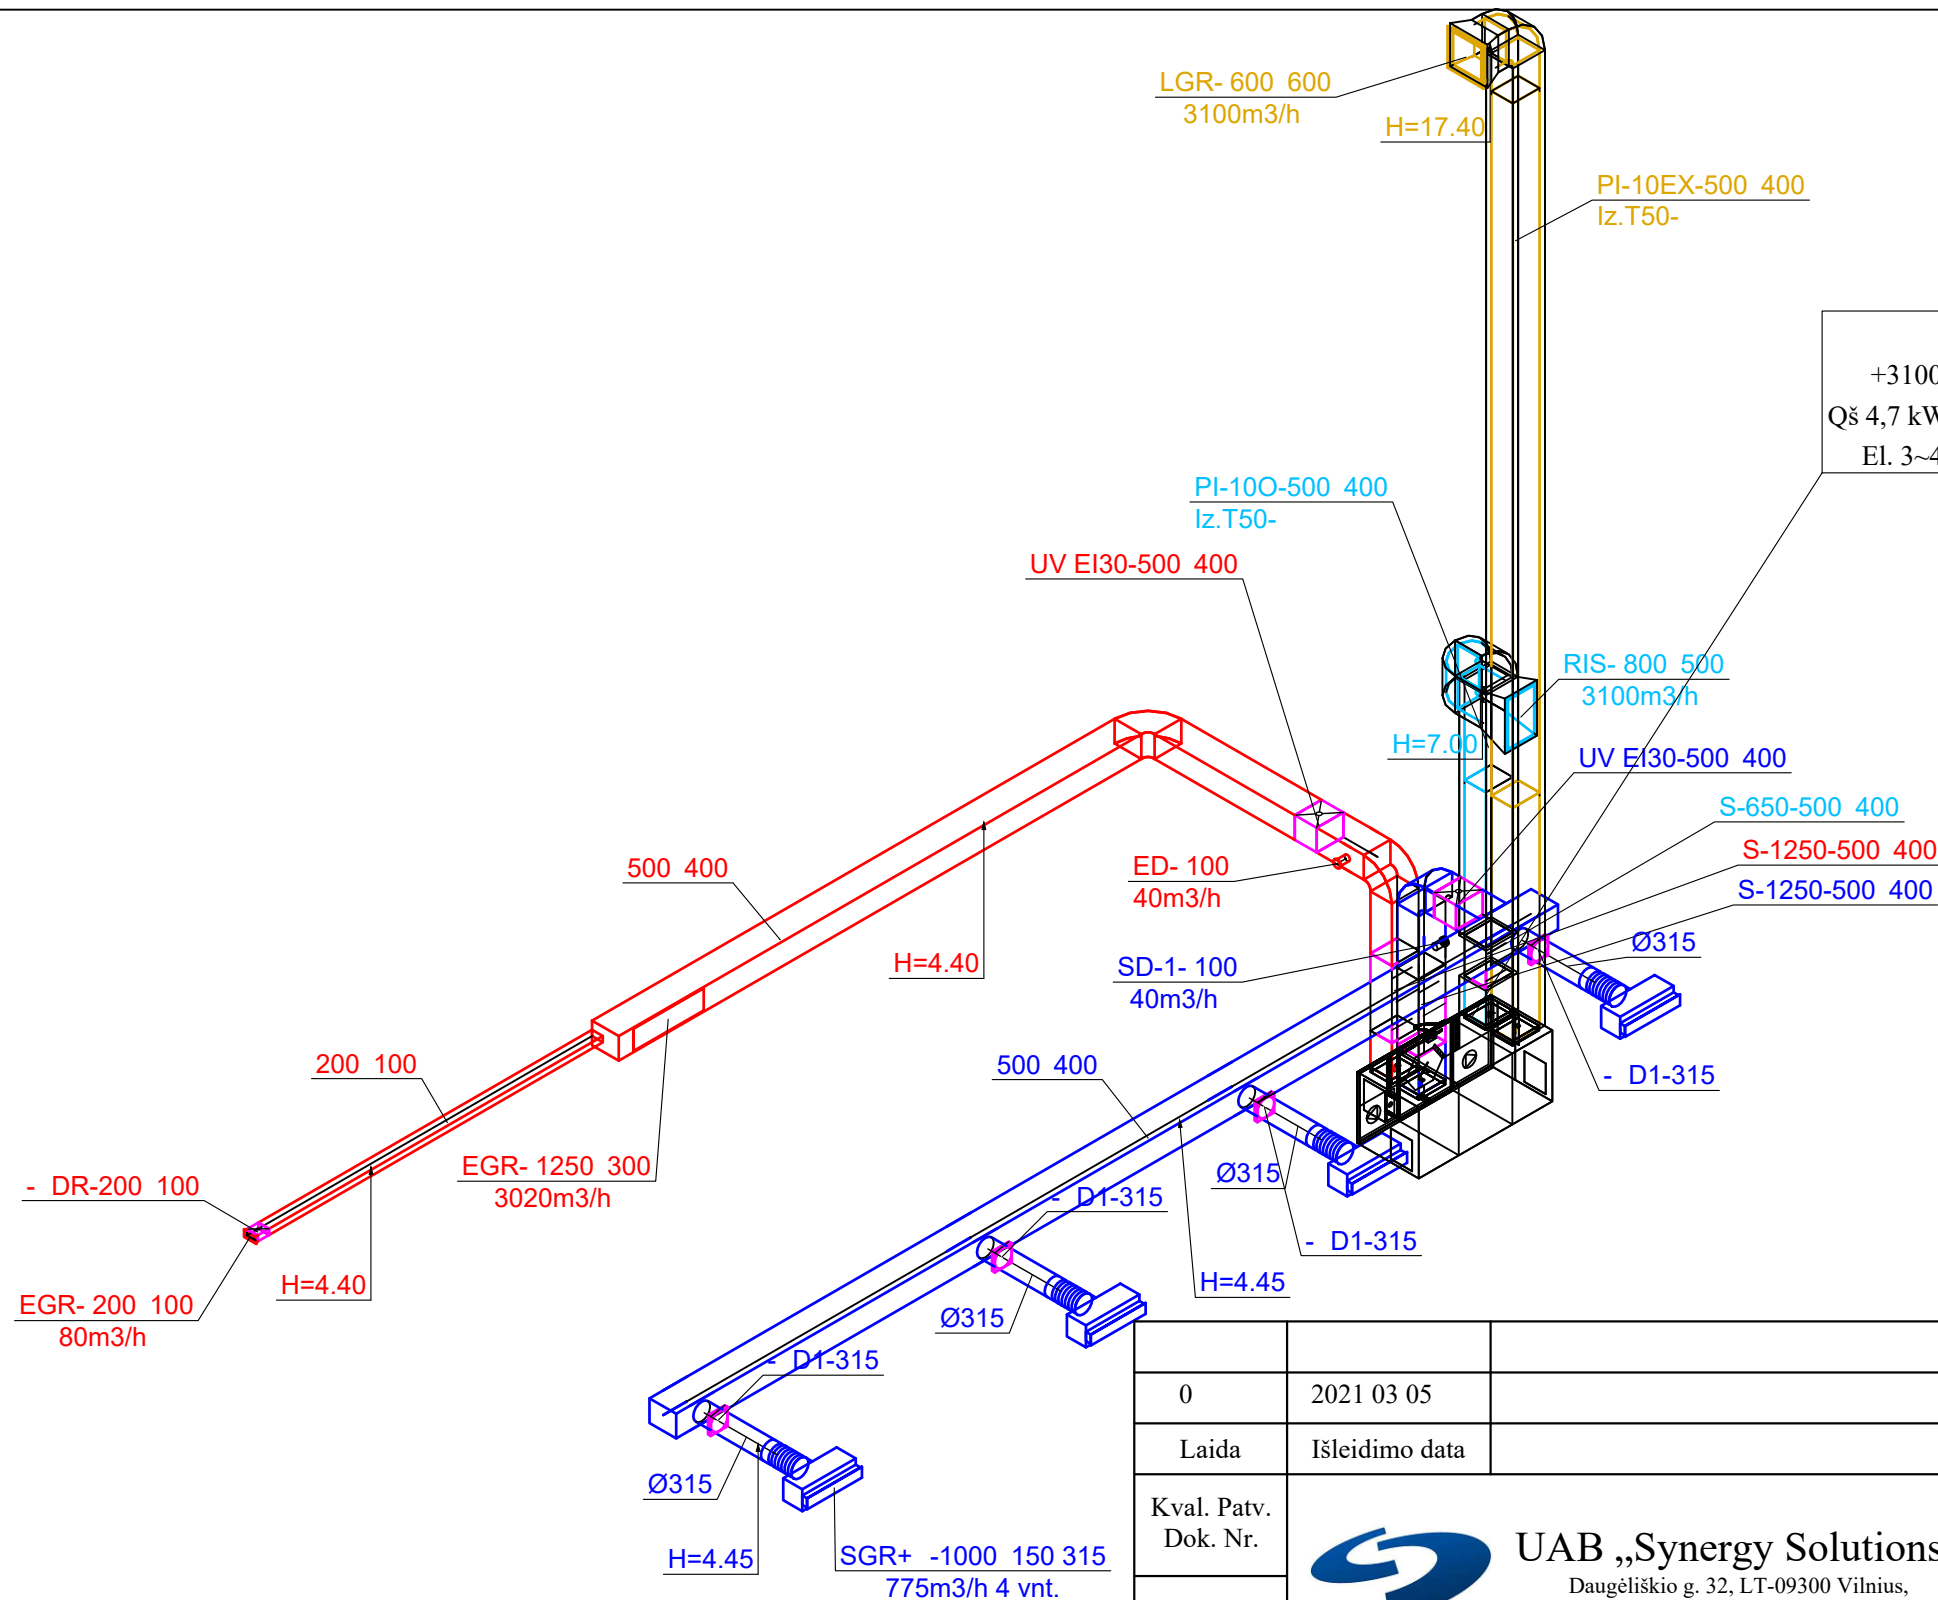 LGR- 600 600
3100m3/h
H=17.40
PI-10EX-500 400
Iz.T50-
+3100
Qš 4,7 kW
El. 3~4
PI-10O-500 400
Iz.T50-
UV EI30-500 400
RIS- 800 500
3100m3/h
H=7.00
UV EI30-500 400
S-650-500 400
S-1250-500 400
S-1250-500 400
500 400
ED- 100
40m3/h
H=4.40
SD-1- 100
40m3/h
Ø315
- D1-315
200 100
500 400
EGR- 1250 300
3020m3/h
- DR-200 100
Ø315
- D1-315
- D1-315
H=4.40
H=4.45
EGR- 200 100
80m3/h
Ø315
- D1-315
Ø315
H=4.45
SGR+ -1000 150 315
775m3/h 4 vnt.
0 2021 03 05
Laida Išleidimo data
Kval. Patv.
Dok. Nr.
UAB „Synergy Solutions
Daugėliškio g. 32, LT-09300 Vilnius,